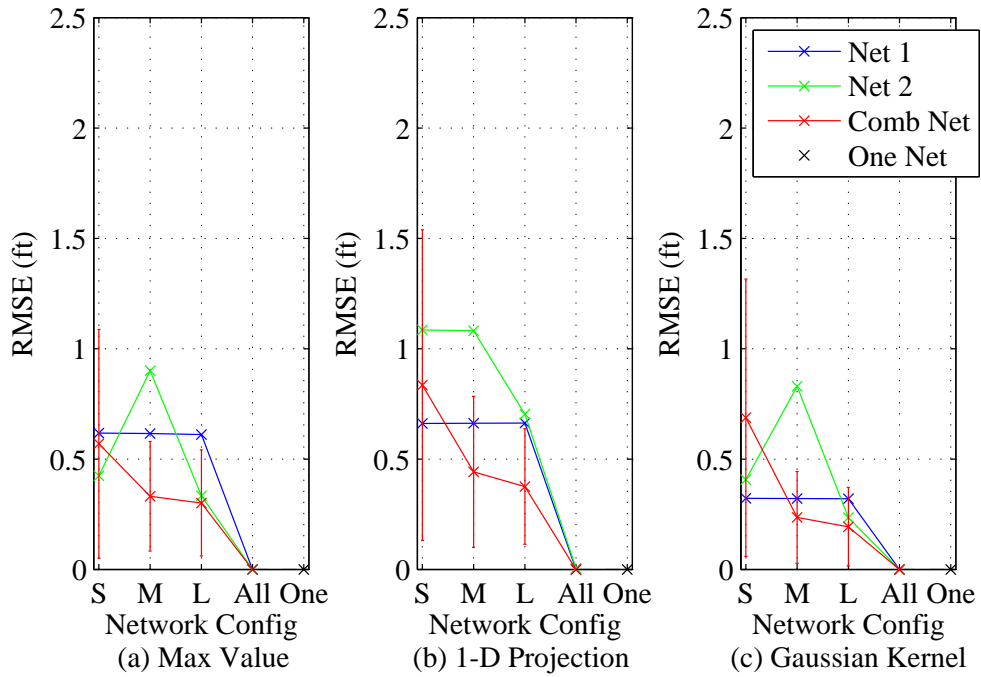 2.5
2
1.5
1
0.5
0
RMSE (ft)
S M L All One
Network Config
(a) Max Value
2.5
2
1.5
1
0.5
0
RMSE (ft)
S M L All One
Network Config
(b) 1-D Projection
2.5
2
1.5
1
0.5
0
RMSE (ft)
S M L All One
Network Config
(c) Gaussian Kernel
Net 1
Net 2
Comb Net
One Net